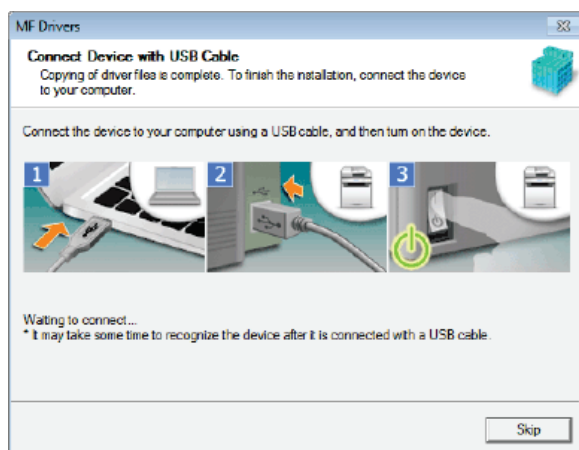 MF Drivers
Connect Device with USB Cable
Copying of driver files is complete. To finish the installation, connect the device
to your computer.
Connect the device to your computer using a USB cable, and then turn on the device.
1 2 3
Waiting to connect...
* It may take some time to recognize the device after it is connected with a USB cable.
Skip